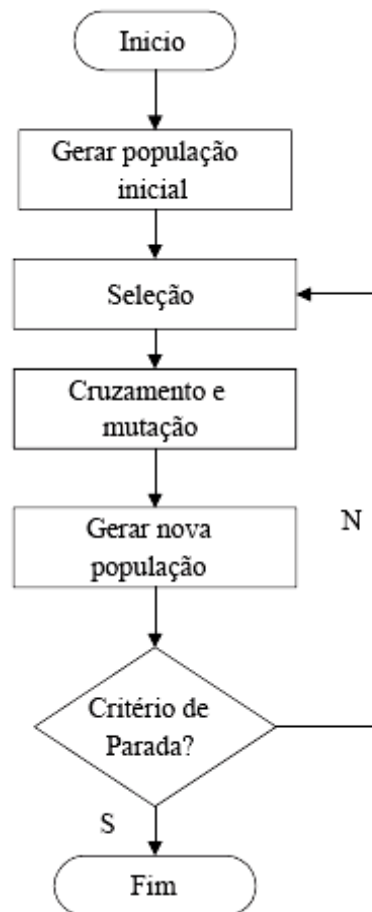 Inicio
Gerar população
inicial
Seleção
Cruzamento e
mutação
Gerar nova
população
N
Critério de
Parada?
S
Fim